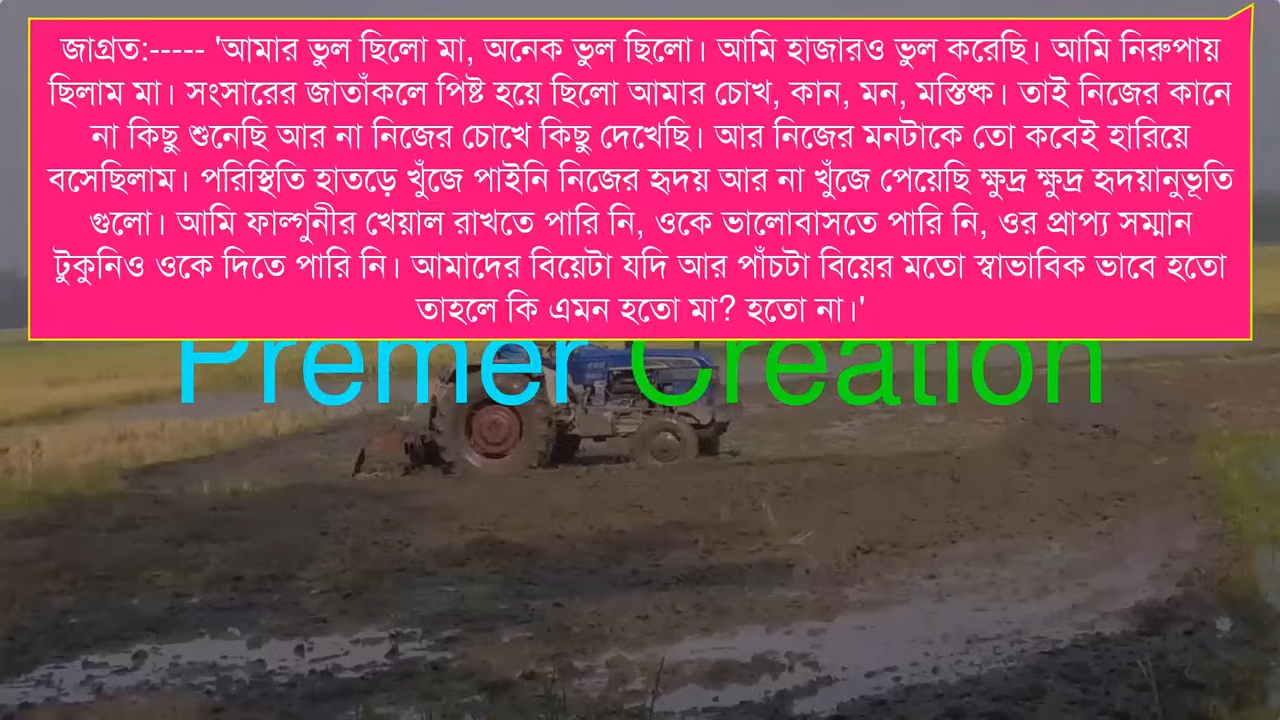 জাগ্রত:----- 'আমার ভুল ছিলো মা, অনেক ভুল ছিলো। আমি হাজারও ভুল করেছি। আমি নিরুপায়
ছিলাম মা। সংসারের জাতাঁকলে পিষ্ট হয়ে ছিলো আমার চোখ, কান, মন, মস্তিষ্ক। তাই নিজের কানে
না কিছু শুনেছি আর না নিজের চোখে কিছু দেখেছি। আর নিজের মনটাকে তো কবেই হারিয়ে
বসেছিলাম। পরিস্থিতি হাতড়ে খুঁজে পাইনি নিজের হৃদয় আর না খুঁজে পেয়েছি ক্ষুদ্র ক্ষুদ্র হৃদয়ানুভূতি
গুলো। আমি ফাল্গুনীর খেয়াল রাখতে পারি নি, ওকে ভালোবাসতে পারি নি, ওর প্রাপ্য সম্মান
টুকুনিও ওকে দিতে পারি নি। আমাদের বিয়েটা যদি আর পাঁচটা বিয়ের মতো স্বাভাবিক ভাবে হতো
তাহলে কি এমন হতো মা? হতো না।'
Premer Creation